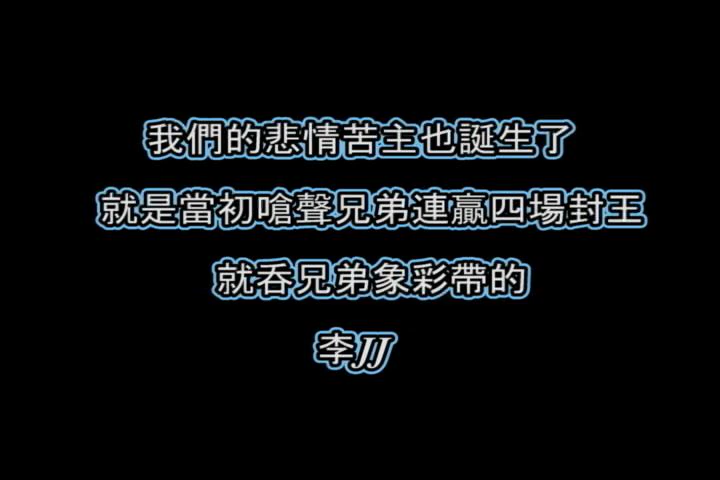 我們的悲情苦主也誕生了
就是當初嗆聲兄弟連贏四場封王
就吞兄弟象彩帶的
李JJ